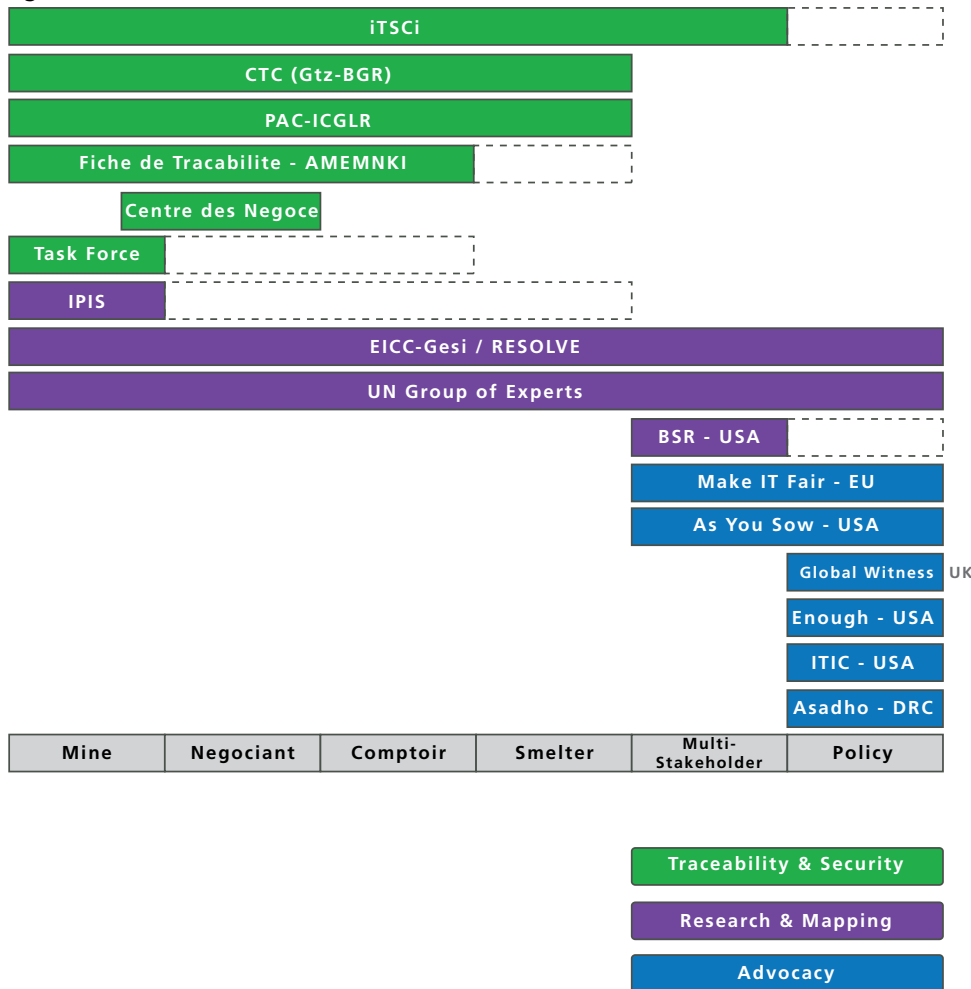 iTSCi
CTC (Gtz-BGR)
PAC-ICGLR
Fiche de Tracabilite - AMEMNKI
Centre des Negoce
Task Force
IPIS
EICC-Gesi / RESOLVE
UN Group of Experts
BSR - USA
Make IT Fair - EU
As You Sow - USA
Global Witness UK
Enough - USA
ITIC - USA
Asadho - DRC
Mine Negociant Comptoir Smelter Multi-
Stakeholder Policy
Traceability & Security
Research & Mapping
Advocacy